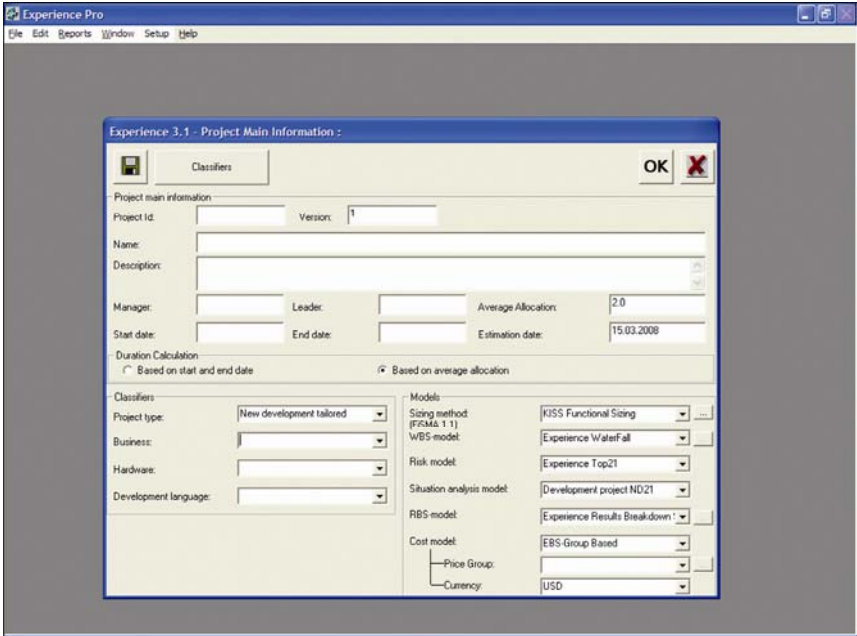 Experience Pro
File Edit Reports Window Setup Help
Experience 3.1 - Project Main Information :
Classifiers OK
Project main information
Project Id: Version: 1
Name:
Description:
Manager: Leader: Average Allocation: 2.0
Start date: End date: Estimation date: 15.03.2008
Duration Calculation
Based on start and end date Based on average allocation
Classifiers Models
Project type: New development tailored Sizing method: KISS Functional Sizing ...
(FiSMA 1.1)
Business: WBS-model: Experience WaterFall
Hardware: Risk model: Experience Top21
Development language: Situation analysis model: Development project ND21
RBS-model: Experience Results Breakdown
Cost model: EBS-Group Based
Price Group: ...
Currency: USD